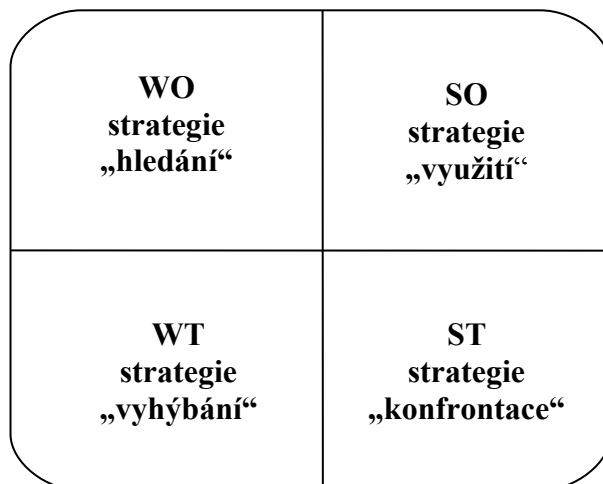 WO
strategie
„hledání“
SO
strategie
„využití“
WT
strategie
„vyhýbání“
ST
strategie
„konfrontace“